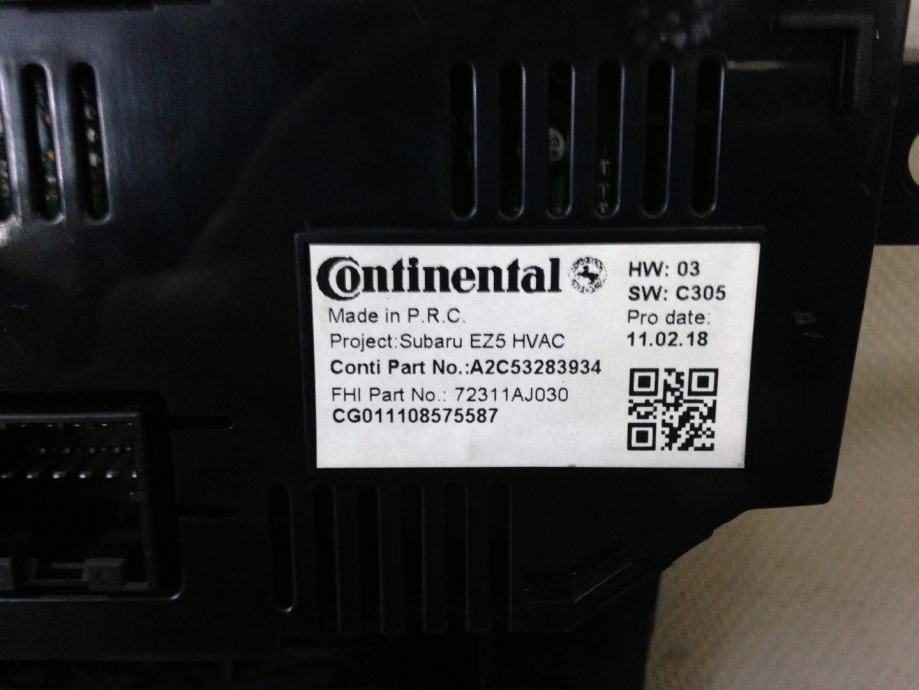 Continental
HW: 03
SW: C305
Made in P.R.C.
Pro date:
11.02.18
Project:Subaru EZ5 HVAC
Conti Part No.:A2C53283934
FHI Part No.: 72311AJ030
CG011108575587